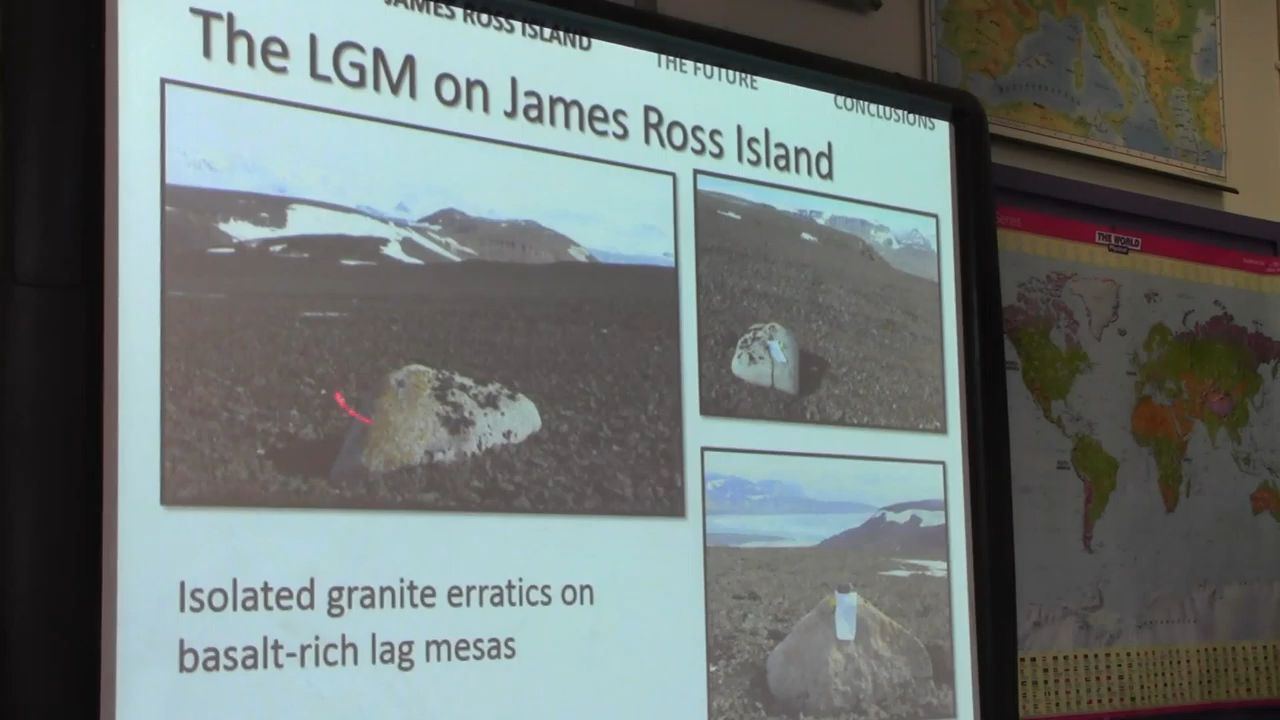 JAMES ROSS ISLAND
THE FUTURE
CONCLUSIONS
The LGM on James Ross Island
Isolated granite erratics on
basalt-rich lag mesas
THE WORLD